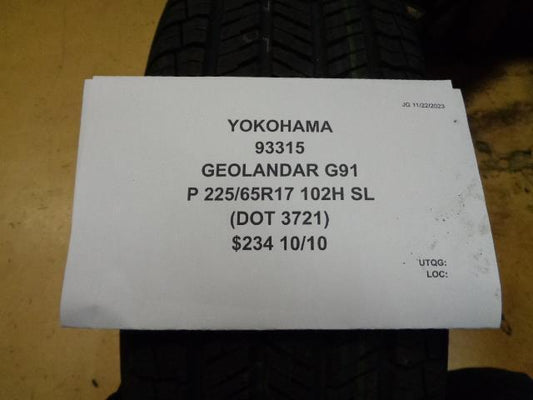 JG 11/22/2023
YOKOHAMA
93315
GEOLANDAR G91
P 225/65R17 102H SL
(DOT 3721)
$234 10/10
UTQG:
LOC: